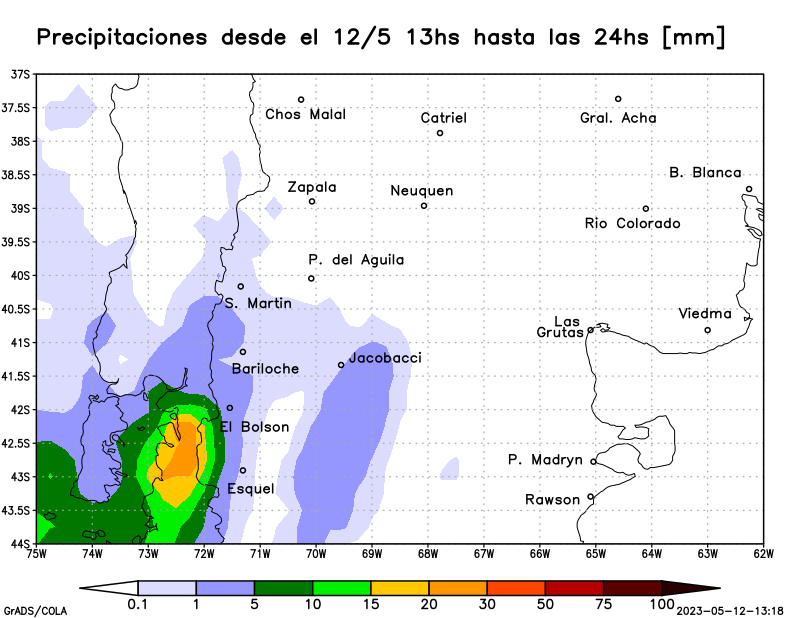 Precipitaciones desde el 12/5 13hs hasta las 24hs [mm]
37S
37.5S
38S
38.5S
39S
39.5S
40S
40.5S
41S
41.5S
42S
42.5S
43S
43.5S
44S
Chos Malal
Catriel
Gral. Acha
B. Blanca
Zapala
Neuquen
Rio Colorado
P. del Aguila
S. Martin
Las
Grutas
Viedma
Jacobacci
Bariloche
El Bolson
P. Madryn
Esquel
Rawson
75W 74W 73W 72W 71W 70W 69W 68W 67W 66W 65W 64W 63W 62W
0.1 1 5 10 15 20 30 50 75 100
GrADS/COLA
2023-05-12-13:18